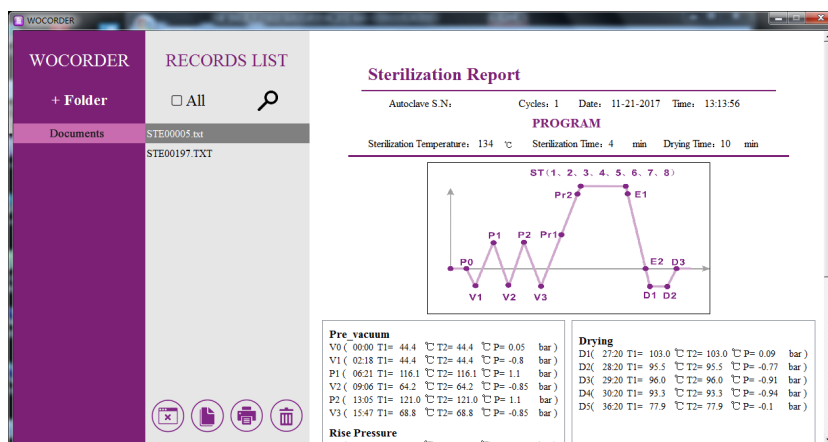 WOCORDER
WOCORDER
+ Folder
Documents
RECORDS LIST
All
STE00005.txt
STE00197.TXT
Sterilization Report
Autoclave S.N: Cycles: 1 Date: 11-21-2017 Time: 13:13:56
PROGRAM
Sterilization Temperature: 134 ℃ Sterilization Time: 4 min Drying Time: 10 min
ST(1、2、3、4、5、6、7、8)
Pr2 E1
P1 P2 Pr1
P0 E2 D3
V1 V2 V3 D1 D2
Pre_vacuum
V0 ( 00:00 T1= 44.4 ℃ T2= 44.4 ℃ P= 0.05 bar )
V1 ( 02:18 T1= 44.4 ℃ T2= 44.4 ℃ P= -0.8 bar )
P1 ( 06:21 T1= 116.1 ℃ T2= 116.1 ℃ P= 1.1 bar )
V2 ( 09:06 T1= 64.2 ℃ T2= 64.2 ℃ P= -0.85 bar )
P2 ( 13:05 T1= 121.0 ℃ T2= 121.0 ℃ P= 1.1 bar )
V3 ( 15:47 T1= 68.8 ℃ T2= 68.8 ℃ P= -0.85 bar )
Rise Pressure
Drying
D1( 27:20 T1= 103.0 ℃ T2= 103.0 ℃ P= 0.09 bar )
D2( 28:20 T1= 95.5 ℃ T2= 95.5 ℃ P= -0.77 bar )
D3( 29:20 T1= 96.0 ℃ T2= 96.0 ℃ P= -0.91 bar )
D4( 30:20 T1= 93.3 ℃ T2= 93.3 ℃ P= -0.94 bar )
D5( 36:20 T1= 77.9 ℃ T2= 77.9 ℃ P= -0.1 bar )